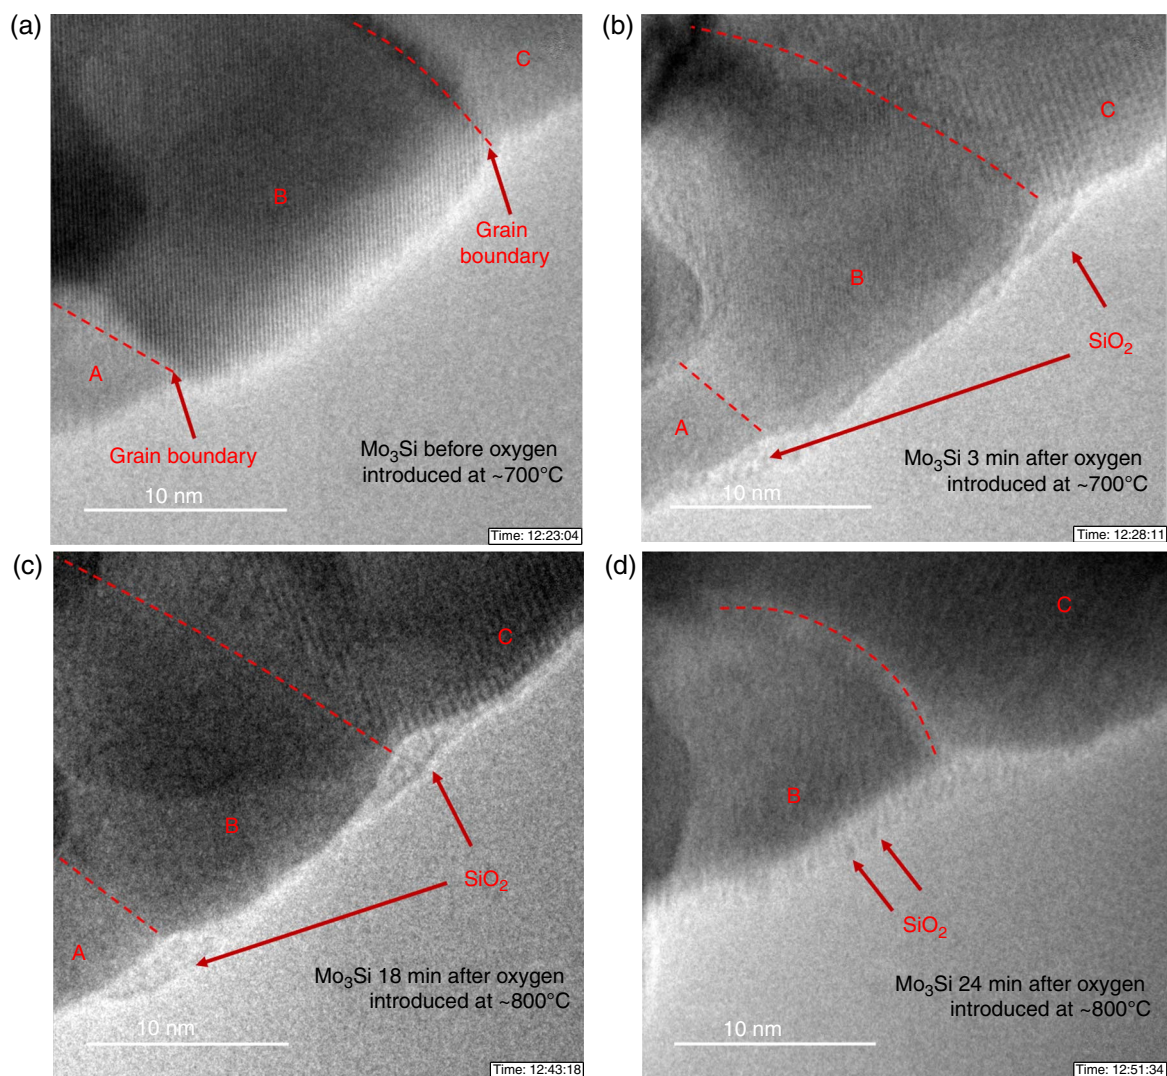 (a)
C
B
Grain
boundary
A
Grain boundary
Mo₃Si before oxygen
introduced at ~700°C
10 nm
Time: 12:23:04
(b)
C
B
SiO₂
A
Mo₃Si 3 min after oxygen
introduced at ~700°C
10 nm
Time: 12:28:11
(c)
C
B
SiO₂
A
Mo₃Si 18 min after oxygen
introduced at ~800°C
10 nm
Time: 12:43:18
(d)
C
B
SiO₂
Mo₃Si 24 min after oxygen
introduced at ~800°C
10 nm
Time: 12:51:34